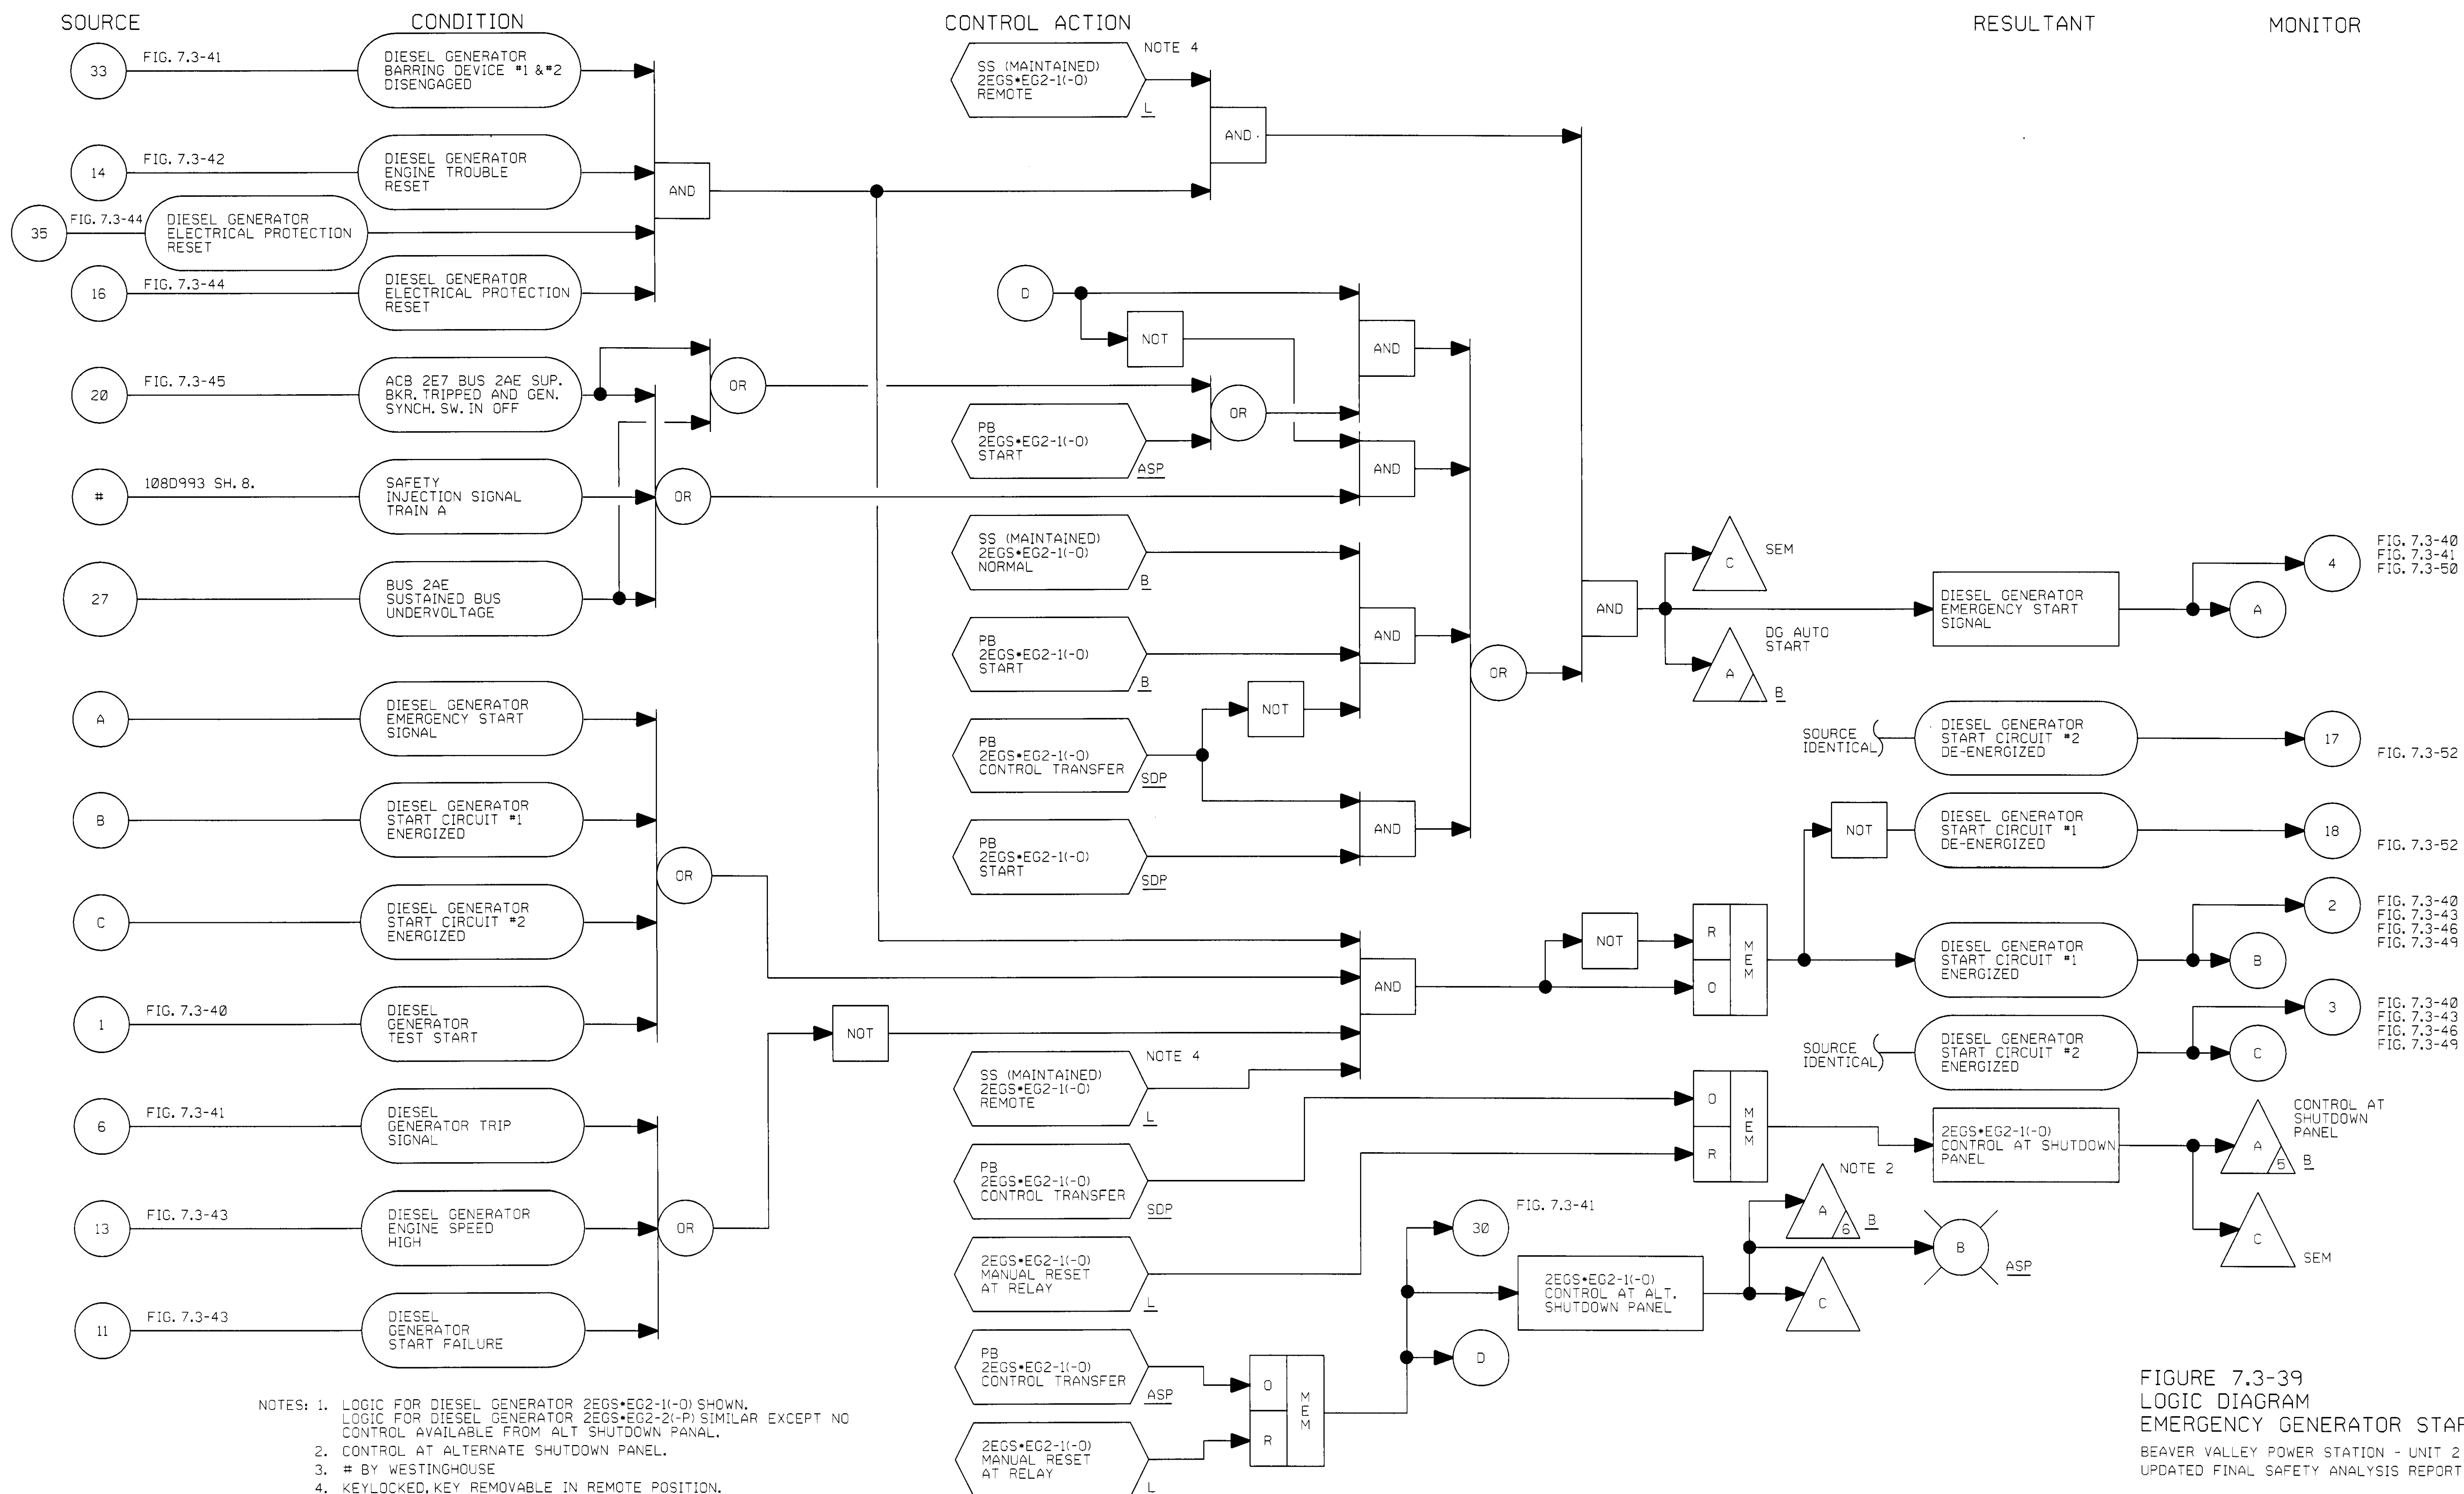 SOURCE
CONDITION
CONTROL ACTION
RESULTANT
MONITOR
33
FIG. 7.3-41
DIESEL GENERATOR
BARRING DEVICE #1 & #2
DISENGAGED
14
FIG. 7.3-42
DIESEL GENERATOR
ENGINE TROUBLE
RESET
35
FIG. 7.3-44
DIESEL GENERATOR
ELECTRICAL PROTECTION
RESET
16
FIG. 7.3-44
DIESEL GENERATOR
ELECTRICAL PROTECTION
RESET
AND
20
FIG. 7.3-45
ACB 2E7 BUS 2AE SUP.
BKR. TRIPPED AND GEN.
SYNCH. SW. IN OFF
OR
#
108D993 SH. 8.
SAFETY
INJECTION SIGNAL
TRAIN A
OR
27
BUS 2AE
SUSTAINED BUS
UNDERVOLTAGE
A
DIESEL GENERATOR
EMERGENCY START
SIGNAL
B
DIESEL GENERATOR
START CIRCUIT #1
ENERGIZED
C
DIESEL GENERATOR
START CIRCUIT #2
ENERGIZED
OR
1
FIG. 7.3-40
DIESEL
GENERATOR
TEST START
NOT
6
FIG. 7.3-41
DIESEL
GENERATOR TRIP
SIGNAL
13
FIG. 7.3-43
DIESEL GENERATOR
ENGINE SPEED
HIGH
OR
11
FIG. 7.3-43
DIESEL
GENERATOR
START FAILURE
SS (MAINTAINED)
2EGS*EG2-1(-O)
REMOTE
NOTE 4
L
AND
D
NOT
AND
OR
PB
2EGS*EG2-1(-O)
START
ASP
AND
SS (MAINTAINED)
2EGS*EG2-1(-O)
NORMAL
B
PB
2EGS*EG2-1(-O)
START
B
AND
NOT
PB
2EGS*EG2-1(-O)
CONTROL TRANSFER
SDP
AND
PB
2EGS*EG2-1(-O)
START
SDP
OR
AND
C
SEM
A
DG AUTO
START
B
DIESEL GENERATOR
EMERGENCY START
SIGNAL
4
FIG. 7.3-40
FIG. 7.3-41
FIG. 7.3-50
A
SOURCE
IDENTICAL
DIESEL GENERATOR
START CIRCUIT #2
DE-ENERGIZED
17
FIG. 7.3-52
NOT
DIESEL GENERATOR
START CIRCUIT #1
DE-ENERGIZED
18
FIG. 7.3-52
AND
NOT
R
O
MEM
DIESEL GENERATOR
START CIRCUIT #1
ENERGIZED
2
FIG. 7.3-40
FIG. 7.3-43
FIG. 7.3-46
FIG. 7.3-49
B
SOURCE
IDENTICAL
DIESEL GENERATOR
START CIRCUIT #2
ENERGIZED
3
FIG. 7.3-40
FIG. 7.3-43
FIG. 7.3-46
FIG. 7.3-49
C
SS (MAINTAINED)
2EGS*EG2-1(-O)
REMOTE
NOTE 4
L
PB
2EGS*EG2-1(-O)
CONTROL TRANSFER
SDP
2EGS*EG2-1(-O)
MANUAL RESET
AT RELAY
L
O
R
MEM
2EGS*EG2-1(-O)
CONTROL AT SHUTDOWN
PANEL
A
5
B
CONTROL AT
SHUTDOWN
PANEL
C
SEM
30
FIG. 7.3-41
2EGS*EG2-1(-O)
CONTROL AT ALT.
SHUTDOWN PANEL
A
6
B
NOTE 2
B
ASP
C
D
PB
2EGS*EG2-1(-O)
CONTROL TRANSFER
ASP
2EGS*EG2-1(-O)
MANUAL RESET
AT RELAY
L
O
R
MEM
NOTES: 1. LOGIC FOR DIESEL GENERATOR 2EGS*EG2-1(-O) SHOWN.
LOGIC FOR DIESEL GENERATOR 2EGS*EG2-2(-P) SIMILAR EXCEPT NO
CONTROL AVAILABLE FROM ALT SHUTDOWN PANAL.
2. CONTROL AT ALTERNATE SHUTDOWN PANEL.
3. # BY WESTINGHOUSE
4. KEYLOCKED, KEY REMOVABLE IN REMOTE POSITION.
FIGURE 7.3-39
LOGIC DIAGRAM
EMERGENCY GENERATOR STAR
BEAVER VALLEY POWER STATION - UNIT 2
UPDATED FINAL SAFETY ANALYSIS REPORT